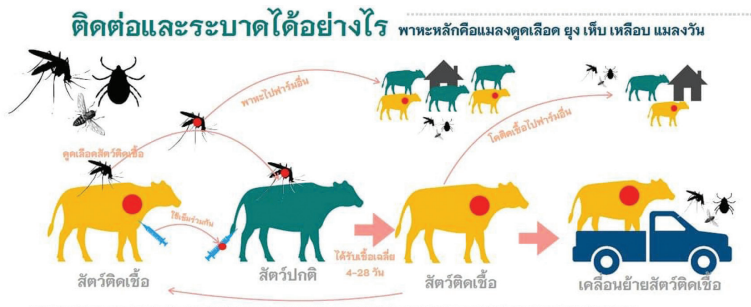 ติดต่อและระบาดได้อย่างไร พาหะหลักคือแมลงดูดเลือด ยุง เห็บ เหลือบ แมลงวัน
พาหะไปฟาร์มอื่น
โคติดเชื้อไปฟาร์มอื่น
ดูดเลือดสัตว์ติดเชื้อ
ใช้เข็มร่วมกัน
ได้รับเชื้อเฉลี่ย
4-28 วัน
สัตว์ติดเชื้อ
สัตว์ปกติ
สัตว์ติดเชื้อ
เคลื่อนย้ายสัตว์ติดเชื้อ